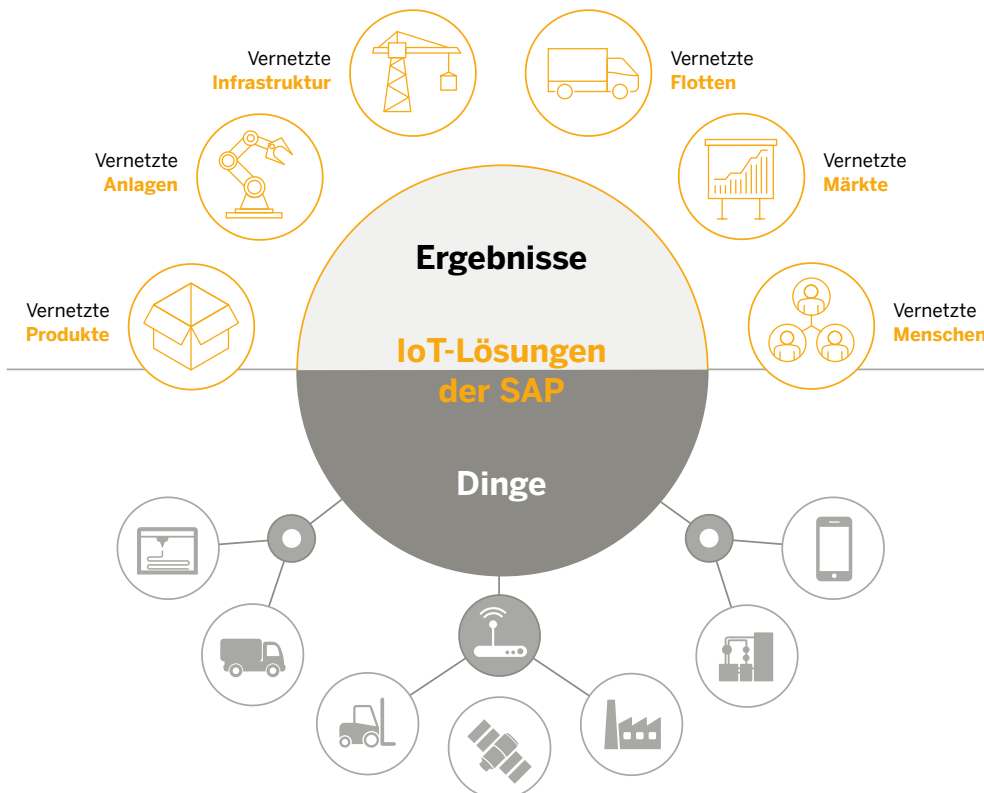 Vernetzte
Infrastruktur
Vernetzte
Flotten
Vernetzte
Anlagen
Vernetzte
Märkte
Ergebnisse
Vernetzte
Produkte
Vernetzte
Menschen
IoT-Lösungen
der SAP
Dinge